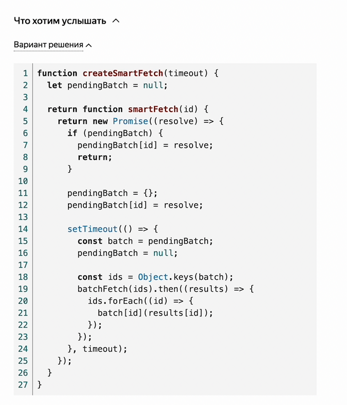 Что хотим услышать
Вариант решения
1 function createSmartFetch(timeout) {
2   let pendingBatch = null;
3
4   return function smartFetch(id) {
5     return new Promise((resolve) => {
6       if (pendingBatch) {
7         pendingBatch[id] = resolve;
8         return;
9       }
10
11       pendingBatch = {};
12       pendingBatch[id] = resolve;
13
14       setTimeout(() => {
15         const batch = pendingBatch;
16         pendingBatch = null;
17
18         const ids = Object.keys(batch);
19         batchFetch(ids).then((results) => {
20           ids.forEach((id) => {
21             batch[id](results[id]);
22           });
23         });
24       }, timeout);
25     });
26   }
27 }